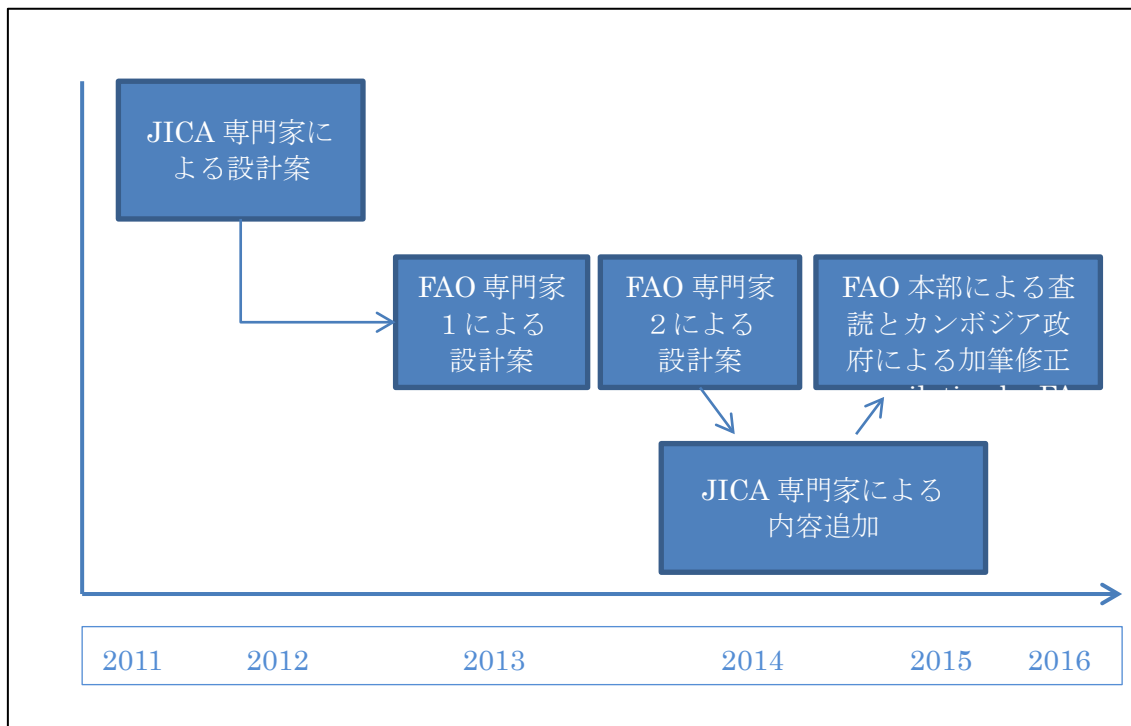 JICA 専門家に
よる設計案
FAO 専門家
１による
設計案
FAO 専門家
２による
設計案
FAO 本部による査
読とカンボジア政
府による加筆修正
JICA 専門家による
内容追加
2011 2012 2013 2014 2015 2016